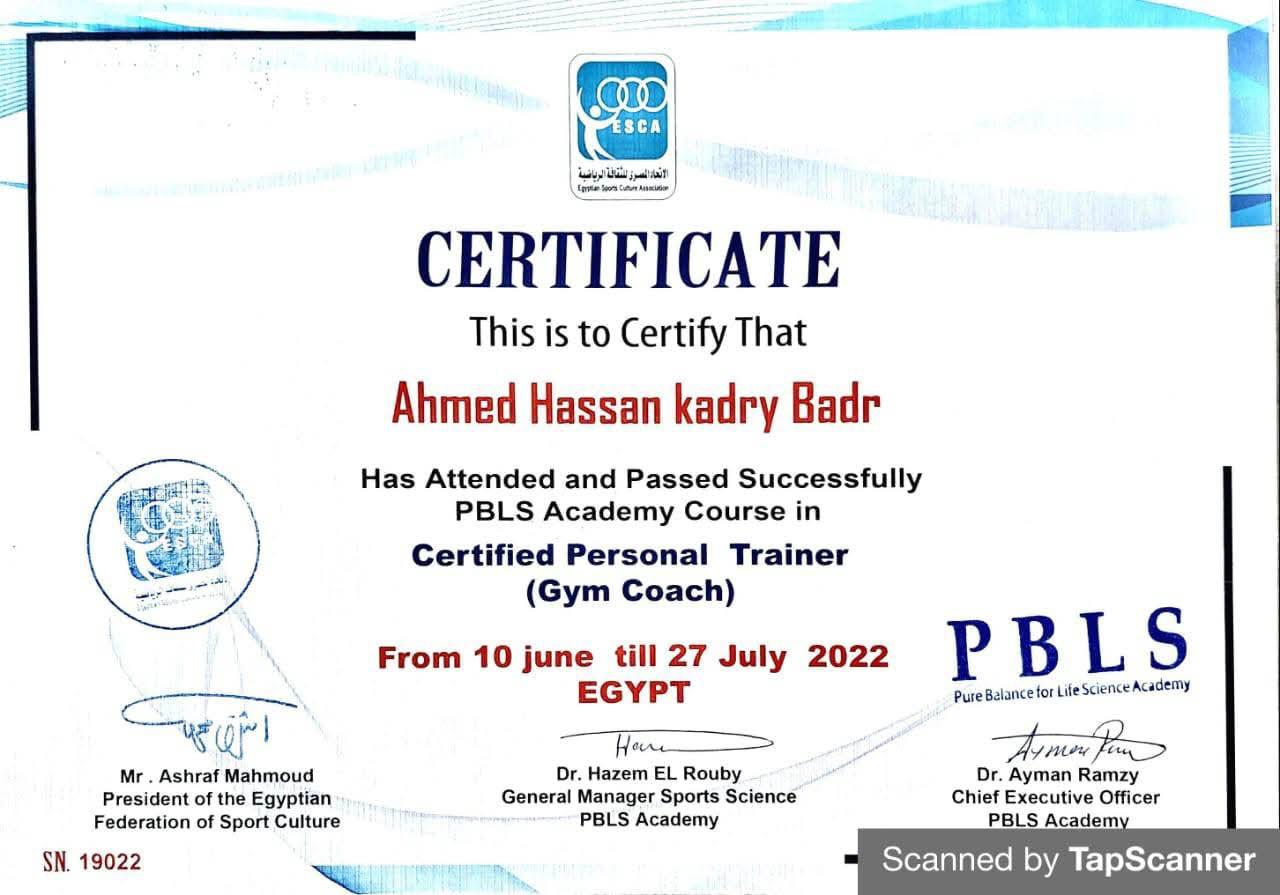 ESCA
الاتحاد المصرى للثقافة الرياضية
Egyptian Sports Culture Association
CERTIFICATE
This is to Certify That
Ahmed Hassan kadry Badr
Has Attended and Passed Successfully
PBLS Academy Course in
Certified Personal Trainer
(Gym Coach)
From 10 june till 27 July 2022
EGYPT
PBLS
Pure Balance for Life Science Academy
Mr . Ashraf Mahmoud
President of the Egyptian
Federation of Sport Culture
Dr. Hazem EL Rouby
General Manager Sports Science
PBLS Academy
Dr. Ayman Ramzy
Chief Executive Officer
PBLS Academy
SN. 19022
Scanned by TapScanner